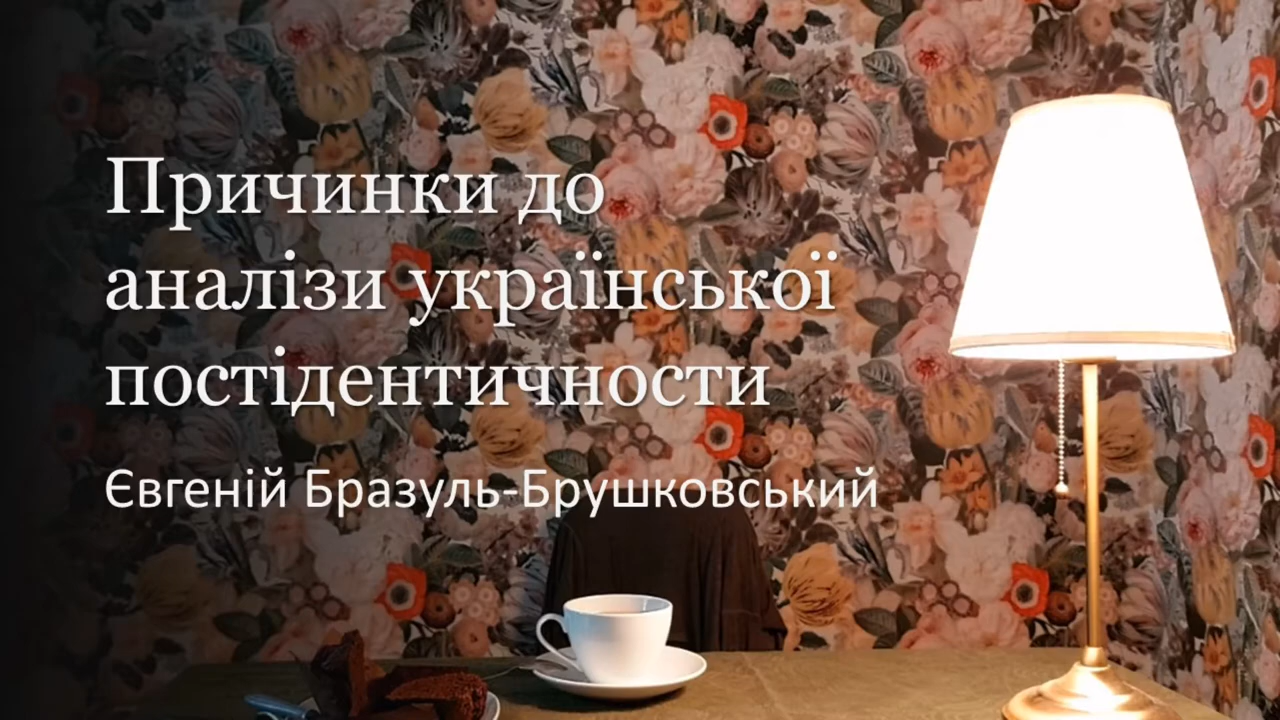 Причинки до
аналізи української
постідентичности
Євгеній Бразуль-Брушковський